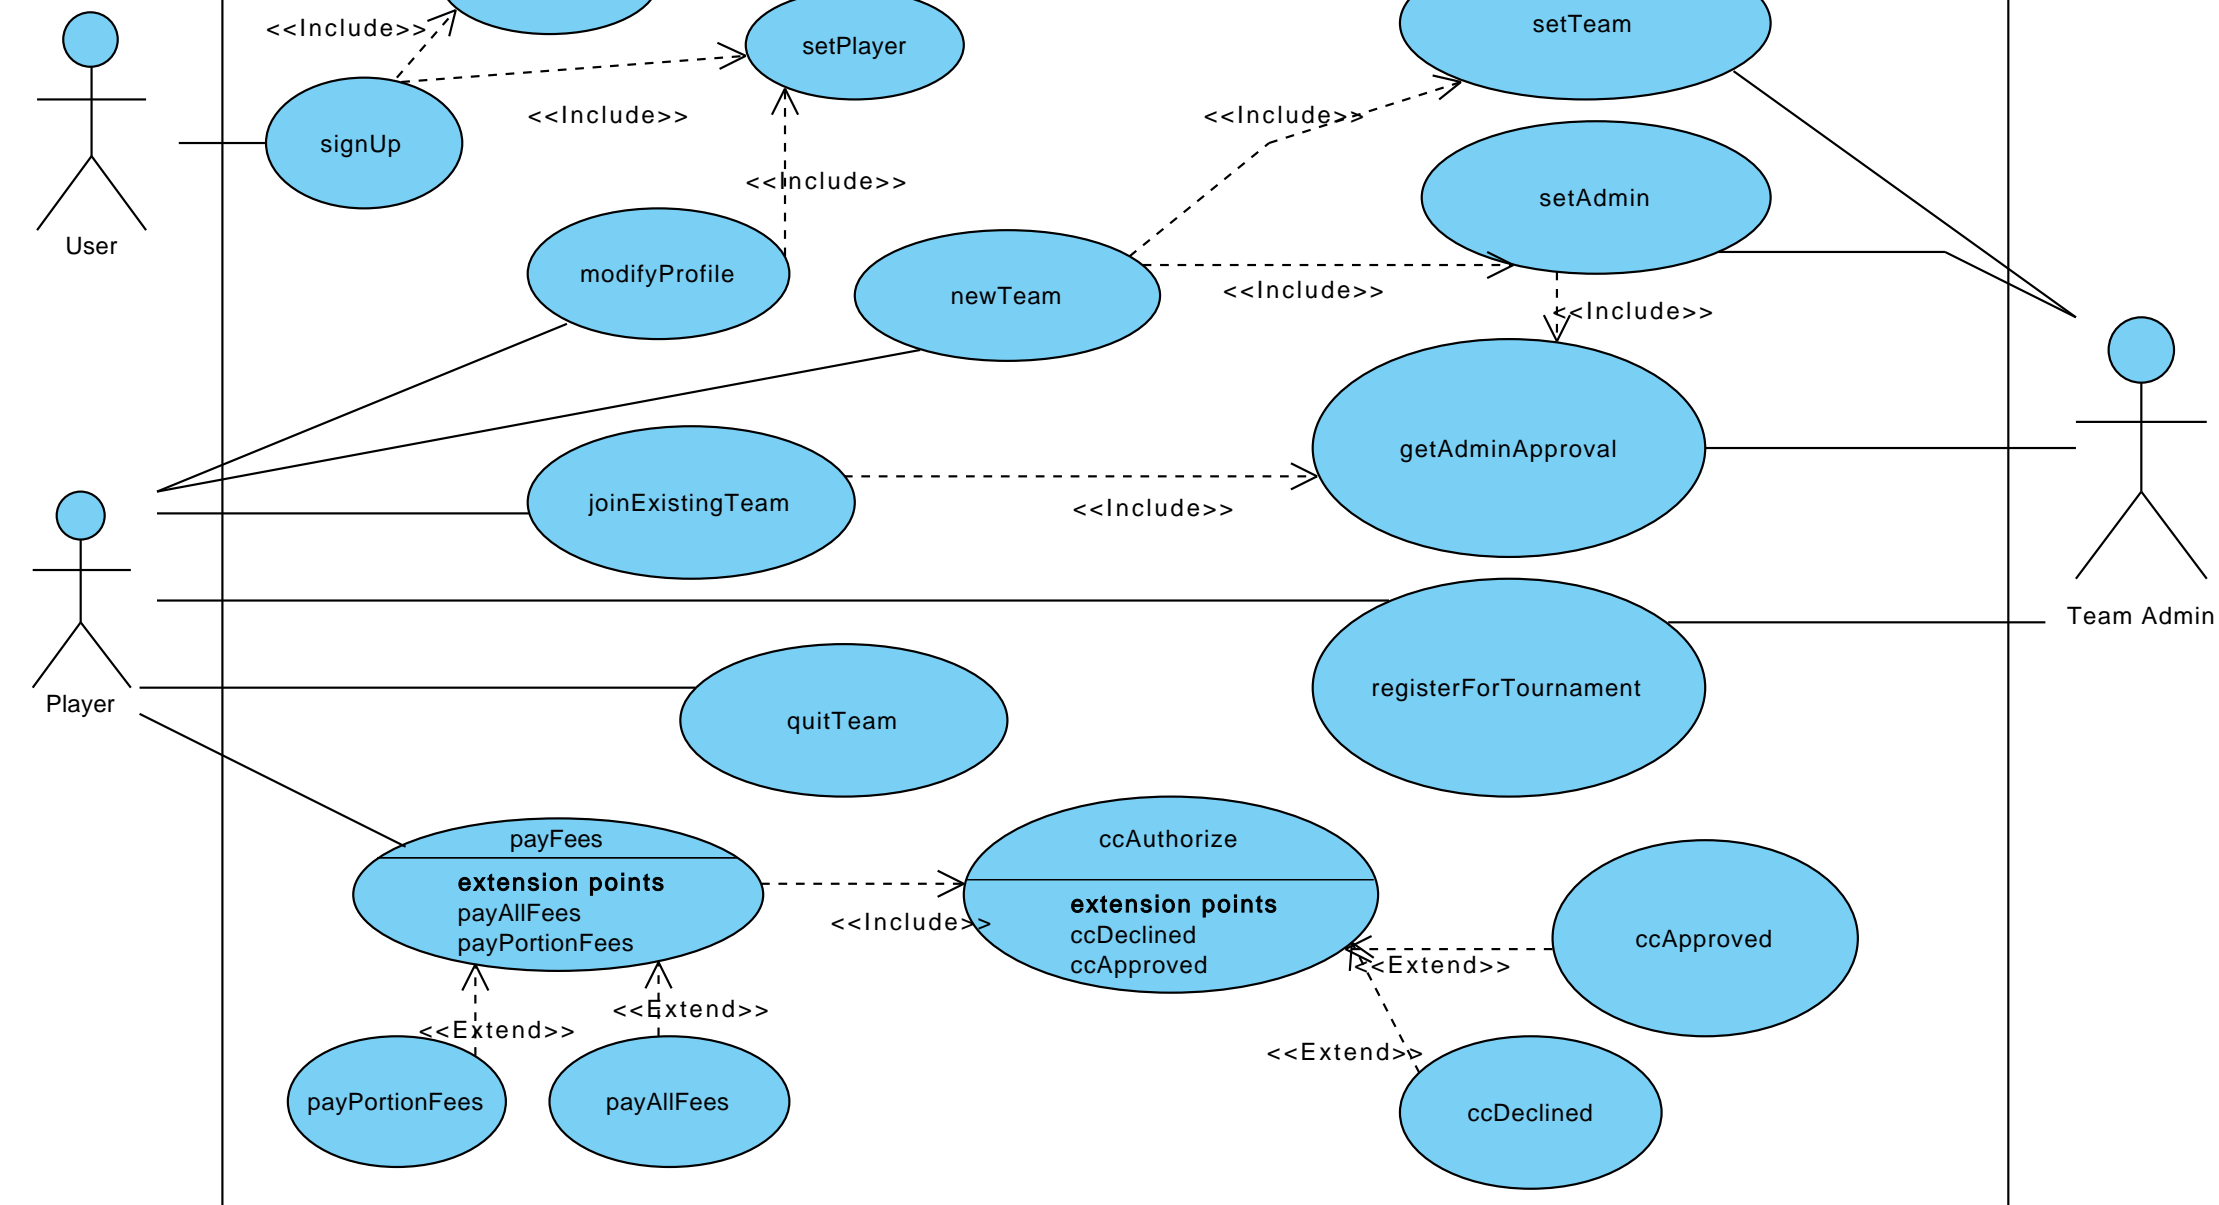 setTeam
<<Include>>
setPlayer
<<Include>>
<<Include>>
signUp
<<Include>>
setAdmin
User
modifyProfile
newTeam
<<Include>>
<<Include>>
getAdminApproval
joinExistingTeam
<<Include>>
Team Admin
registerForTournament
Player
quitTeam
payFees
extension points
payAllFees
payPortionFees
<<Include>>
ccAuthorize
extension points
ccDeclined
ccApproved
ccApproved
<<Extend>>
<<Extend>>
<<Extend>>
<<Extend>>
payPortionFees
payAllFees
ccDeclined